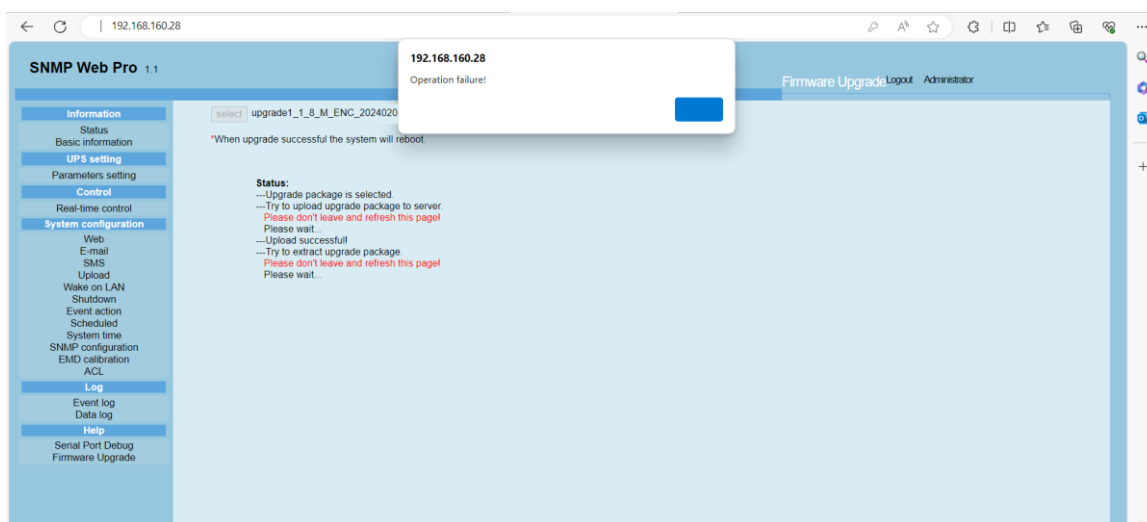 192.168.160.28
SNMP Web Pro 1.1
192.168.160.28
Operation failure!
Firmware Upgrade Logout Administrator
Information
Status
Basic information
UPS setting
Parameters setting
Control
Real-time control
System configuration
Web
E-mail
SMS
Upload
Wake on LAN
Shutdown
Event action
Scheduled
System time
SNMP configuration
EMD calibration
ACL
Log
Event log
Data log
Help
Serial Port Debug
Firmware Upgrade
select upgrade1_1_8_M_ENC_2024020
*When upgrade successful the system will reboot.
Status:
---Upgrade package is selected.
---Try to upload upgrade package to server.
Please don't leave and refresh this page!
Please wait...
---Upload successful!
---Try to extract upgrade package.
Please don't leave and refresh this page!
Please wait...